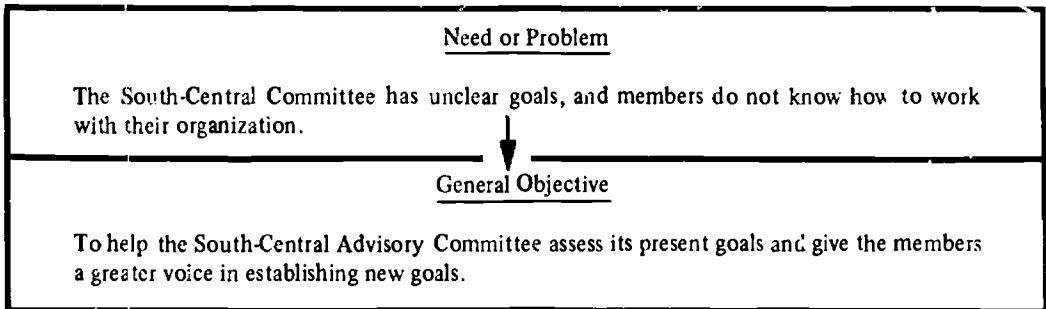 Need or Problem
The South-Central Committee has unclear goals, and members do not know how to work
with their organization.
General Objective
To help the South-Central Advisory Committee assess its present goals and give the members
a greater voice in establishing new goals.